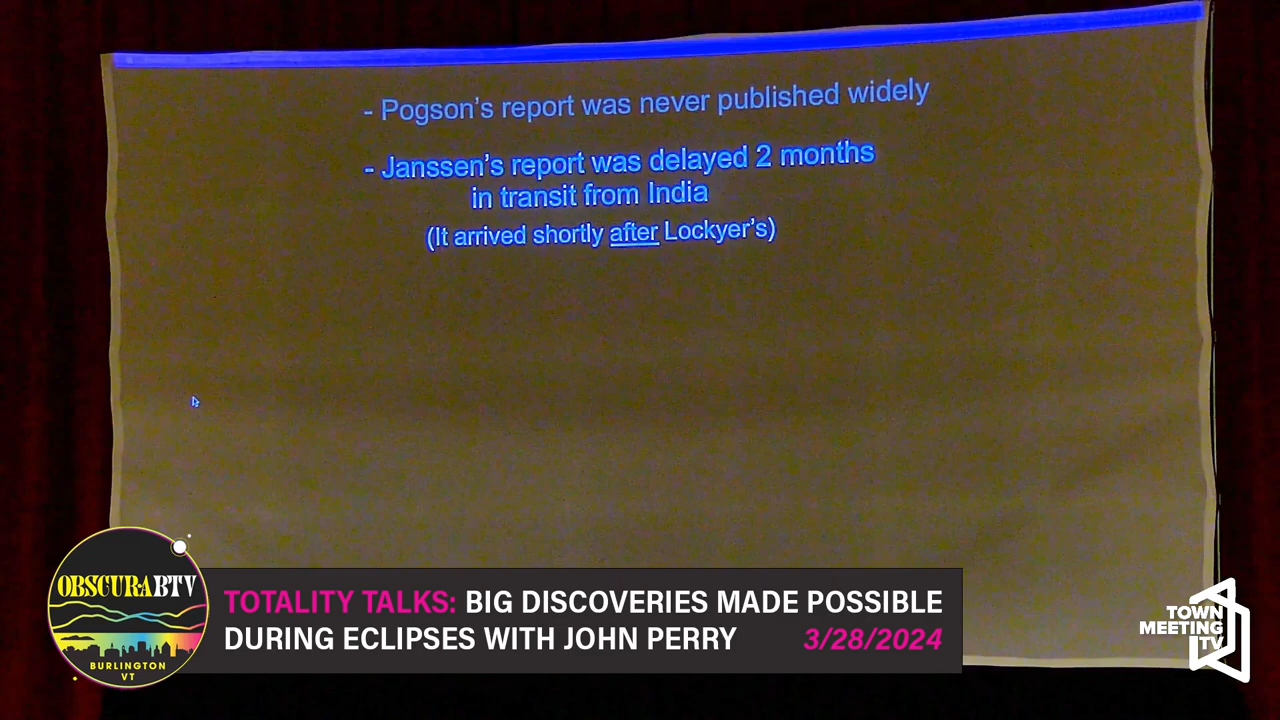 - Pogson's report was never published widely
- Janssen's report was delayed 2 months
in transit from India
(It arrived shortly after Lockyer's)
OBSCURABTV
BURLINGTON
VT
TOTALITY TALKS: BIG DISCOVERIES MADE POSSIBLE
DURING ECLIPSES WITH JOHN PERRY 3/28/2024
TOWN
MEETING
TV